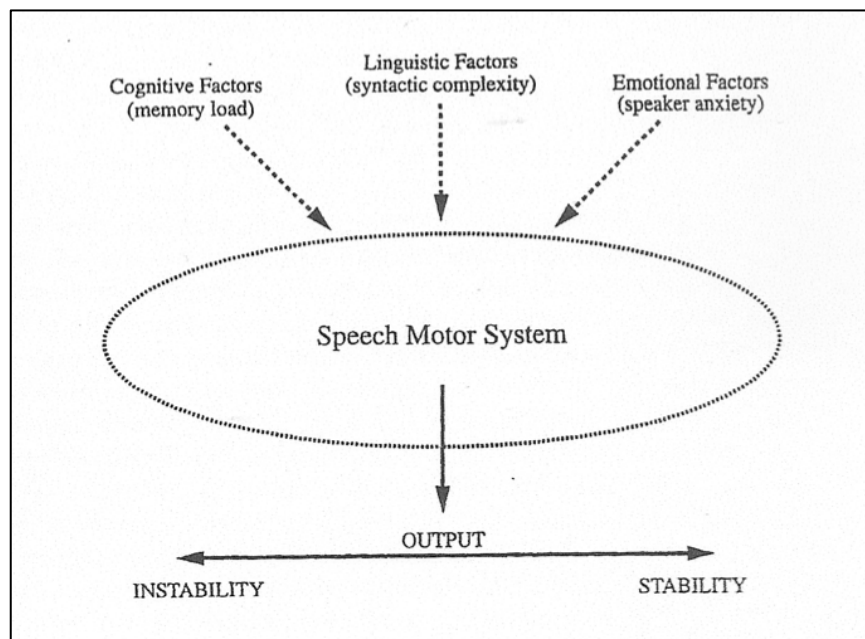 Linguistic Factors
(syntactic complexity)
Cognitive Factors
(memory load)
Emotional Factors
(speaker anxiety)
Speech Motor System
OUTPUT
INSTABILITY
STABILITY